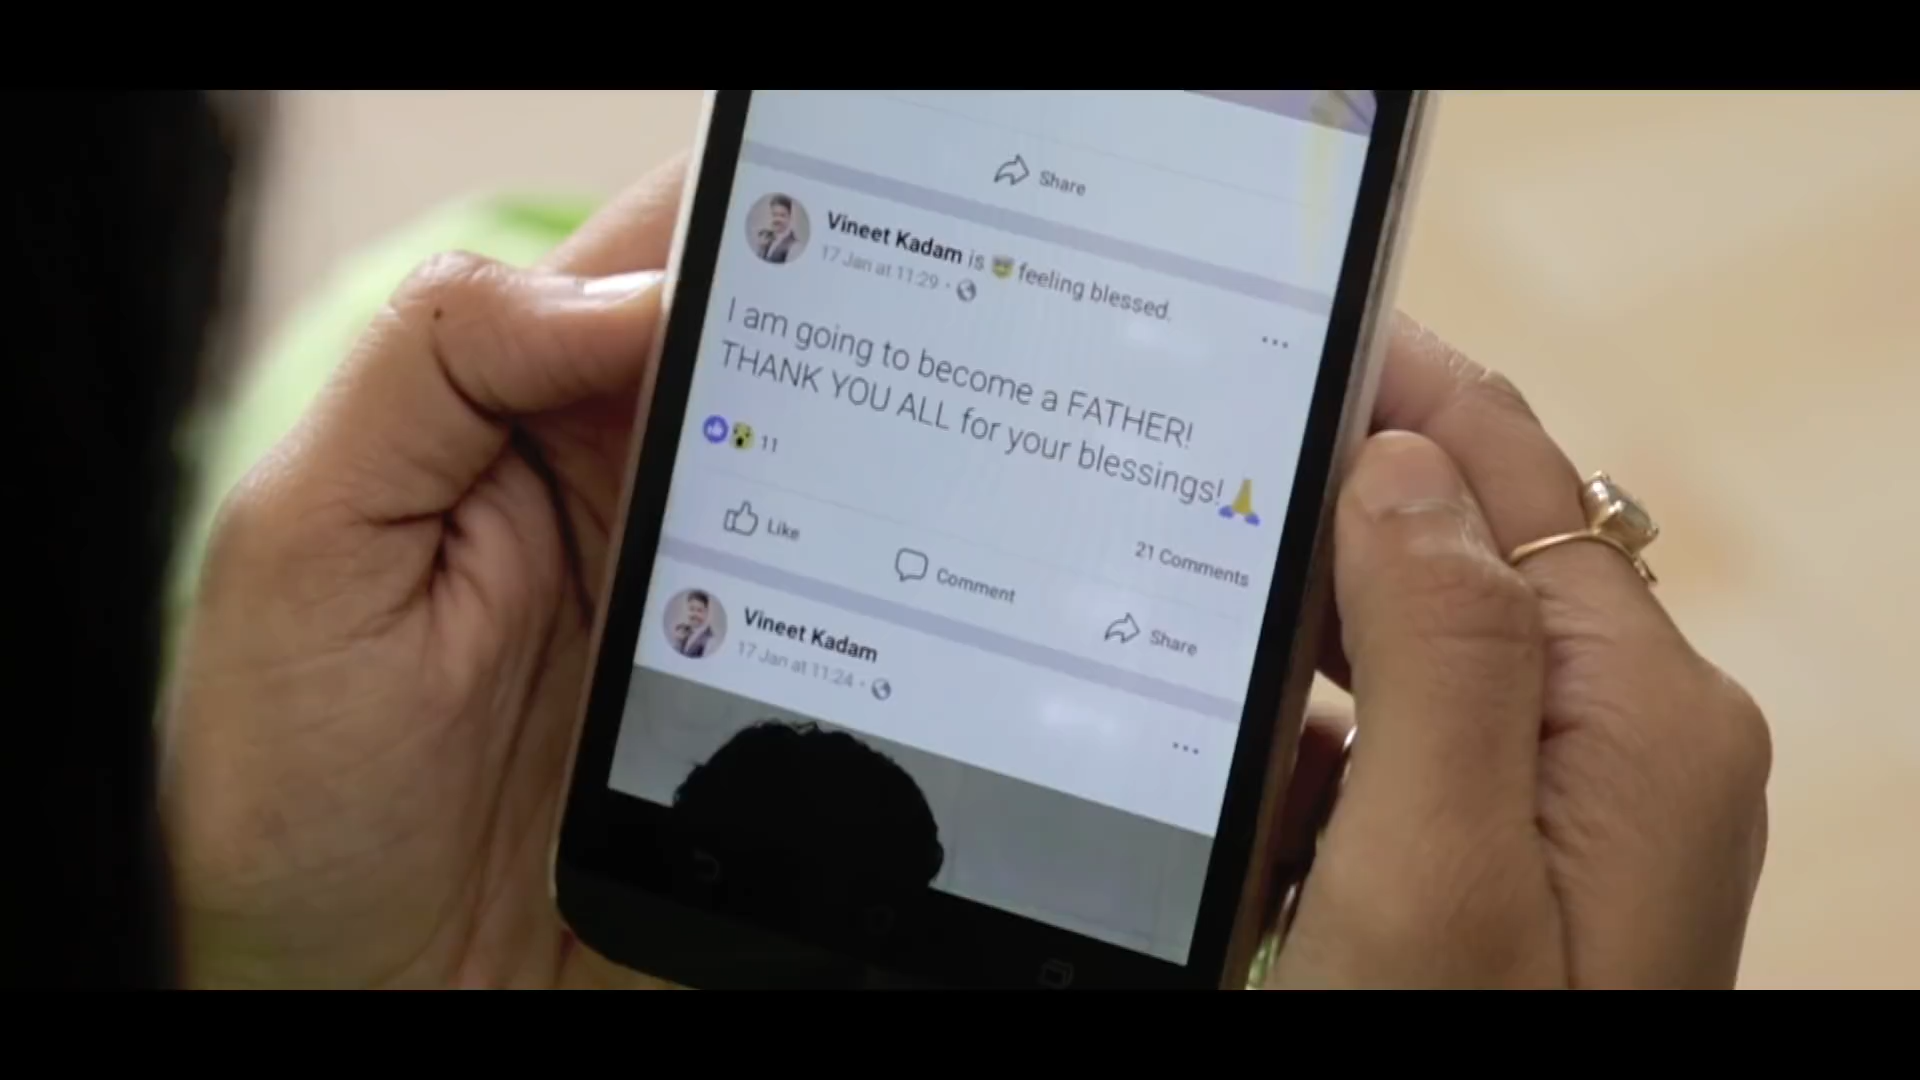 Share
Vineet Kadam is feeling blessed.
17 Jan at 11:29
I am going to become a FATHER!
THANK YOU ALL for your blessings!🙏
11
21 Comments
Like
Comment
Share
Vineet Kadam
17 Jan at 11:24